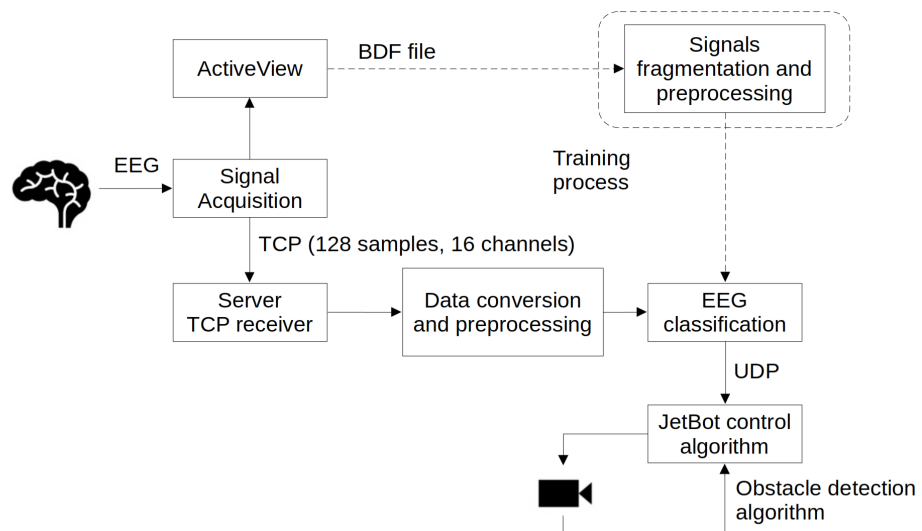 ActiveView
BDF file
Signals
fragmentation and
preprocessing
EEG
Signal
Acquisition
Training
process
TCP (128 samples, 16 channels)
Server
TCP receiver
Data conversion
and preprocessing
EEG
classification
UDP
JetBot control
algorithm
Obstacle detection
algorithm